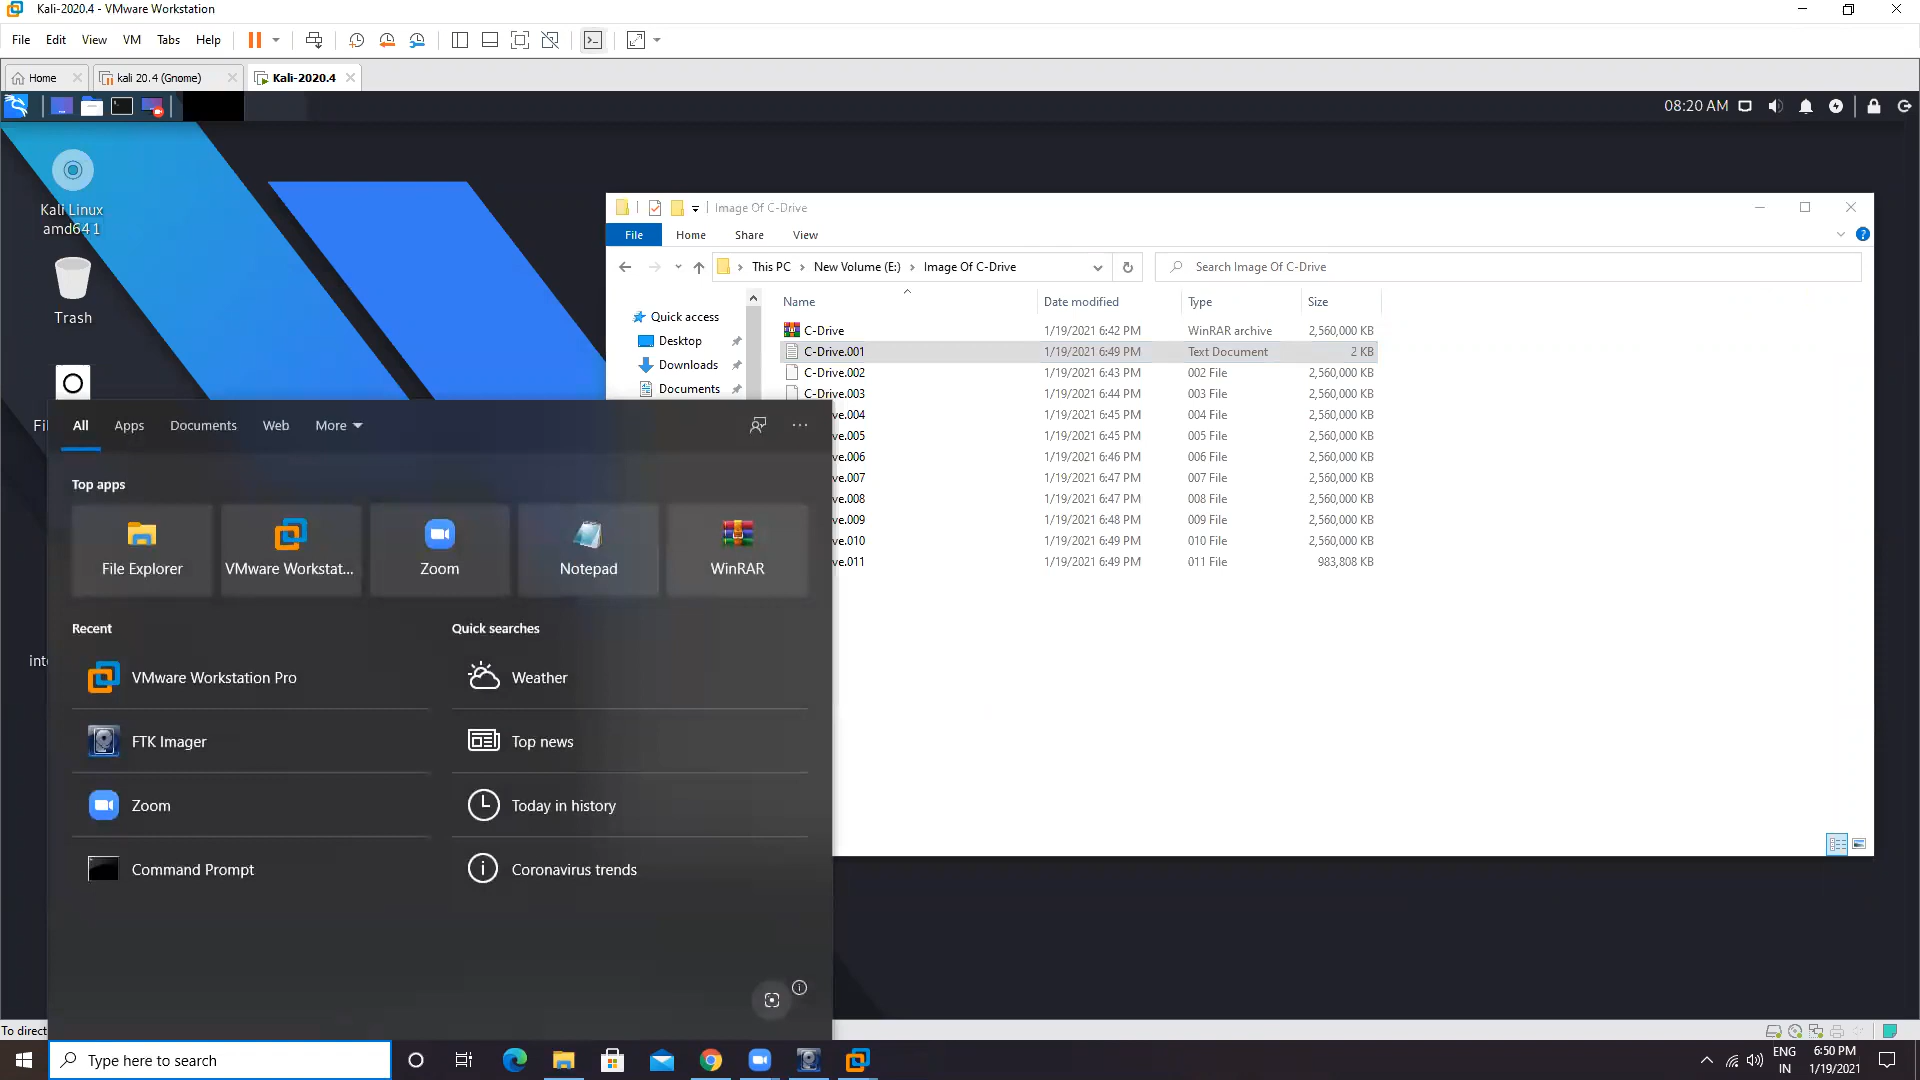 Kali-2020.4 - VMware Workstation
File Edit View VM Tabs Help
Home kali 20.4 (Gnome) Kali-2020.4
08:20 AM
Kali Linux
amd64 1
Trash
Image Of C-Drive
File Home Share View
This PC New Volume (E:) Image Of C-Drive
Search Image Of C-Drive
Quick access
Desktop
Downloads
Documents
Name Date modified Type Size
C-Drive 1/19/2021 6:42 PM WinRAR archive 2,560,000 KB
C-Drive.001 1/19/2021 6:49 PM Text Document 2 KB
C-Drive.002 1/19/2021 6:43 PM 002 File 2,560,000 KB
C-Drive.003 1/19/2021 6:44 PM 003 File 2,560,000 KB
ve.004 1/19/2021 6:45 PM 004 File 2,560,000 KB
ve.005 1/19/2021 6:45 PM 005 File 2,560,000 KB
ve.006 1/19/2021 6:46 PM 006 File 2,560,000 KB
ve.007 1/19/2021 6:47 PM 007 File 2,560,000 KB
ve.008 1/19/2021 6:47 PM 008 File 2,560,000 KB
ve.009 1/19/2021 6:48 PM 009 File 2,560,000 KB
ve.010 1/19/2021 6:49 PM 010 File 2,560,000 KB
ve.011 1/19/2021 6:49 PM 011 File 983,808 KB
Fil
int
All Apps Documents Web More
Top apps
File Explorer VMware Workstat... Zoom Notepad WinRAR
Recent
VMware Workstation Pro
FTK Imager
Zoom
Command Prompt
Quick searches
Weather
Top news
Today in history
Coronavirus trends
To direct
Type here to search
ENG
IN
6:50 PM
1/19/2021